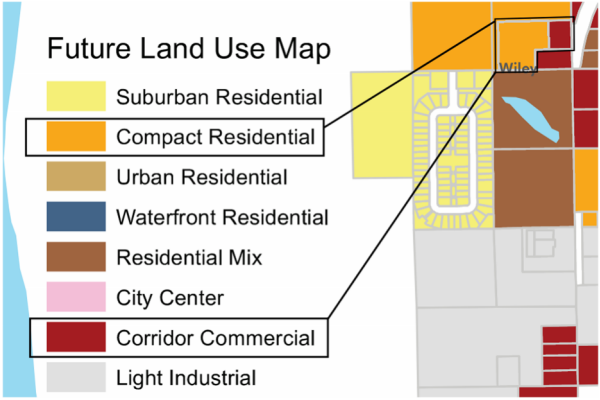 Future Land Use Map
Suburban Residential
Compact Residential
Urban Residential
Waterfront Residential
Residential Mix
City Center
Corridor Commercial
Light Industrial
Wiley